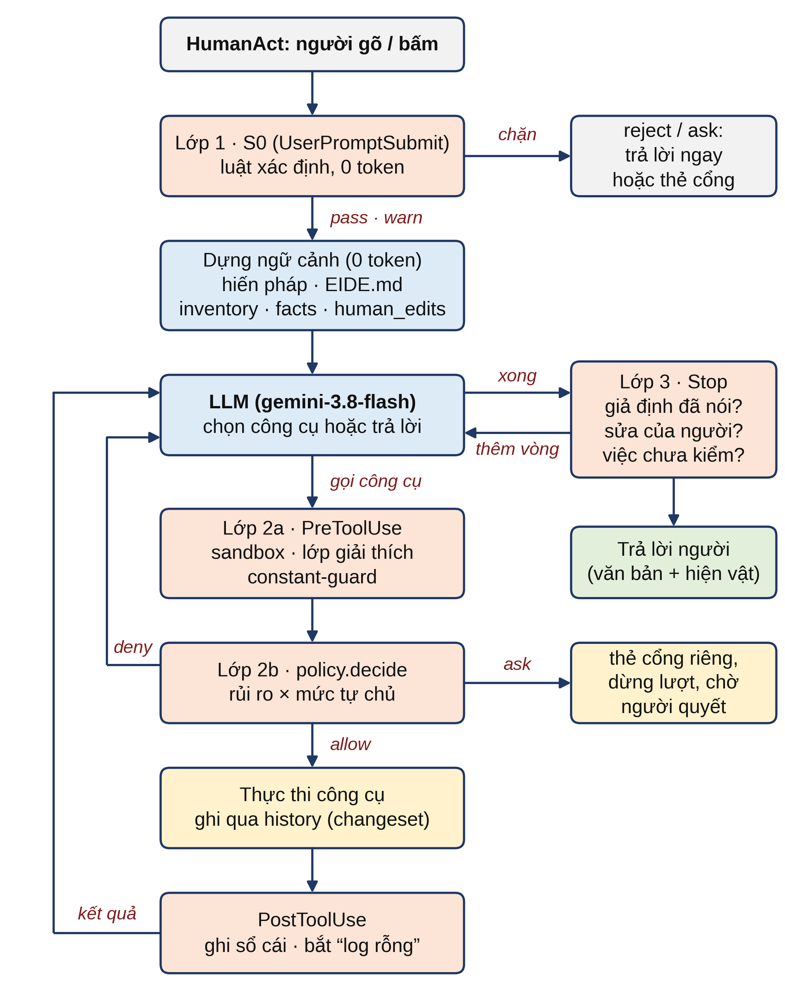 HumanAct: người gõ / bấm
Lớp 1 · S0 (UserPromptSubmit)
luật xác định, 0 token
chặn
reject / ask:
trả lời ngay
hoặc thẻ cổng
pass · warn
Dựng ngữ cảnh (0 token)
hiến pháp · EIDE.md
inventory · facts · human_edits
LLM (gemini-3.8-flash)
chọn công cụ hoặc trả lời
xong
thêm vòng
Lớp 3 · Stop
giả định đã nói?
sửa của người?
việc chưa kiểm?
gọi công cụ
Lớp 2a · PreToolUse
sandbox · lớp giải thích
constant-guard
Trả lời người
(văn bản + hiện vật)
deny
Lớp 2b · policy.decide
rủi ro × mức tự chủ
ask
thẻ cổng riêng,
dừng lượt, chờ
người quyết
allow
Thực thi công cụ
ghi qua history (changeset)
kết quả
PostToolUse
ghi sổ cái · bắt “log rỗng”